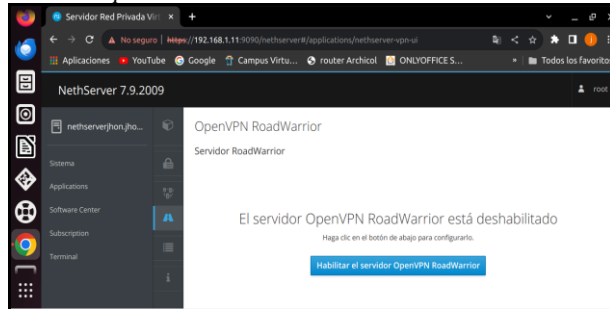 Servidor Red Privada Virt
No seguro | https://192.168.1.11:9090/nethserver#/applications/nethserver-vpn-ui
Aplicaciones YouTube Google Campus Virtu... router Archicol ONLYOFFICE S... » Todos los favoritos
NethServer 7.9.2009 root
nethserverjhon.jho...
OpenVPN RoadWarrior
Servidor RoadWarrior
Sistema
Applications
Software Center
Subscription
Terminal
El servidor OpenVPN RoadWarrior está deshabilitado
Haga clic en el botón de abajo para configurarlo.
Habilitar el servidor OpenVPN RoadWarrior